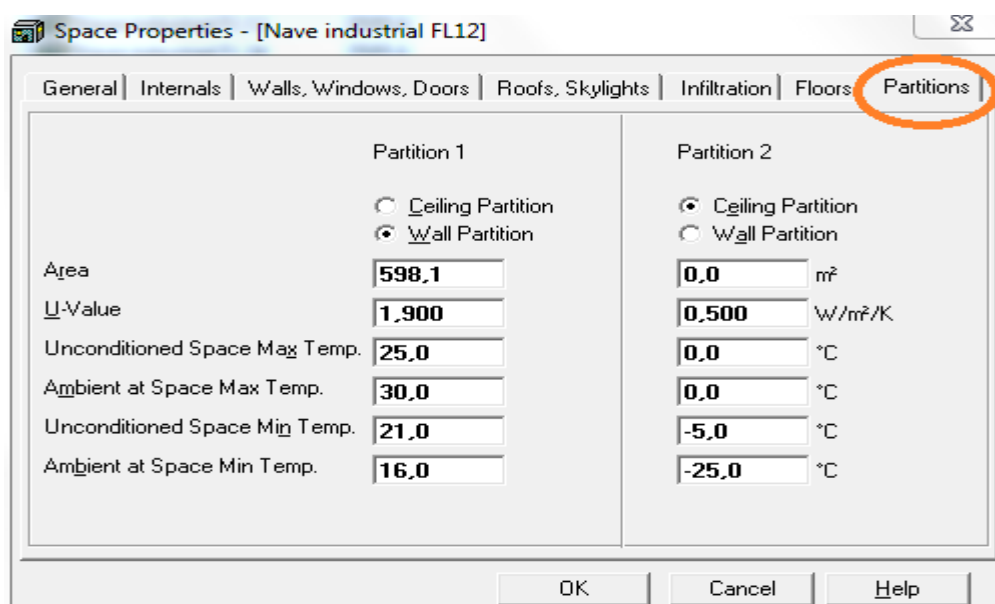 Space Properties - [Nave industrial FL12]
General Internals Walls, Windows, Doors Roofs, Skylights Infiltration Floors Partitions
Partition 1 Partition 2
Ceiling Partition Ceiling Partition
Wall Partition Wall Partition
Area 598,1 0,0 m²
U-Value 1,900 0,500 W/m²/K
Unconditioned Space Max Temp. 25,0 0,0 °C
Ambient at Space Max Temp. 30,0 0,0 °C
Unconditioned Space Min Temp. 21,0 -5,0 °C
Ambient at Space Min Temp. 16,0 -25,0 °C
OK Cancel Help